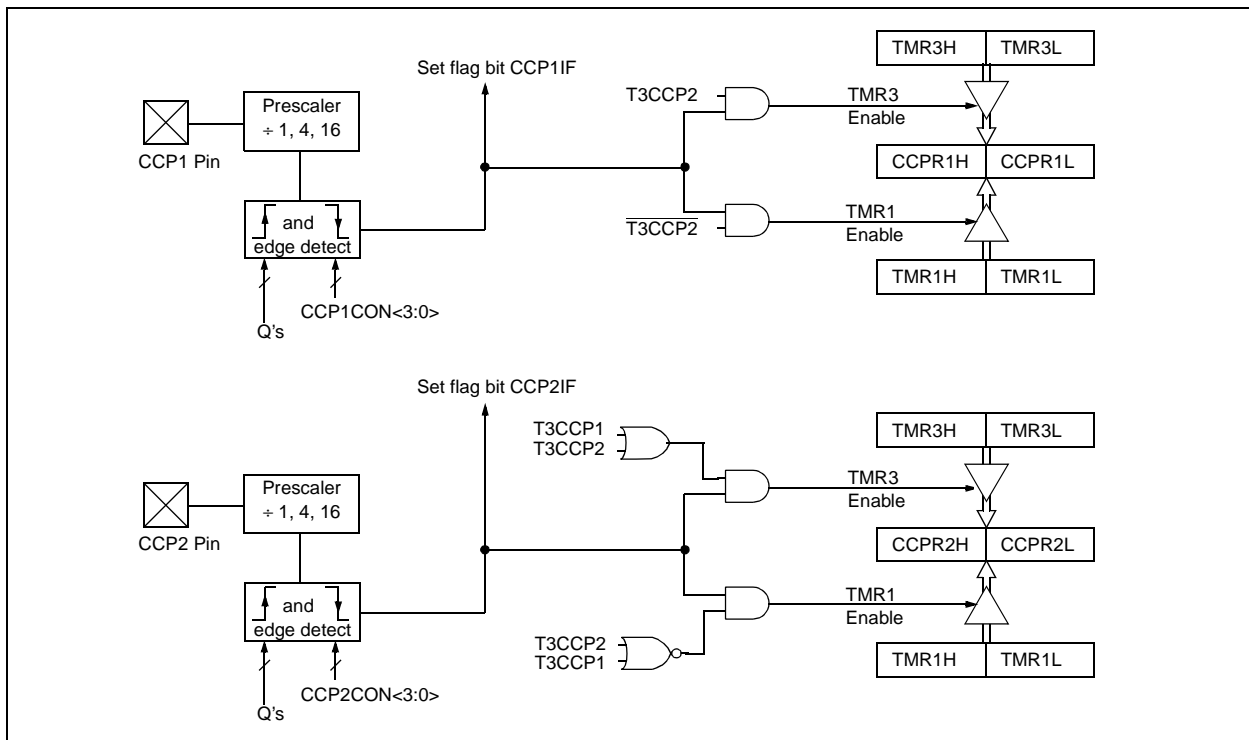 TMR3H TMR3L
Set flag bit CCP1IF
Prescaler
÷ 1, 4, 16
T3CCP2
TMR3
Enable
CCP1 Pin
CCPR1H CCPR1L
and
edge detect
T3CCP2
TMR1
Enable
TMR1H TMR1L
CCP1CON<3:0>
Q's
Set flag bit CCP2IF
TMR3H TMR3L
T3CCP1
T3CCP2
Prescaler
÷ 1, 4, 16
TMR3
Enable
CCP2 Pin
CCPR2H CCPR2L
and
edge detect
TMR1
Enable
T3CCP2
T3CCP1
TMR1H TMR1L
CCP2CON<3:0>
Q's